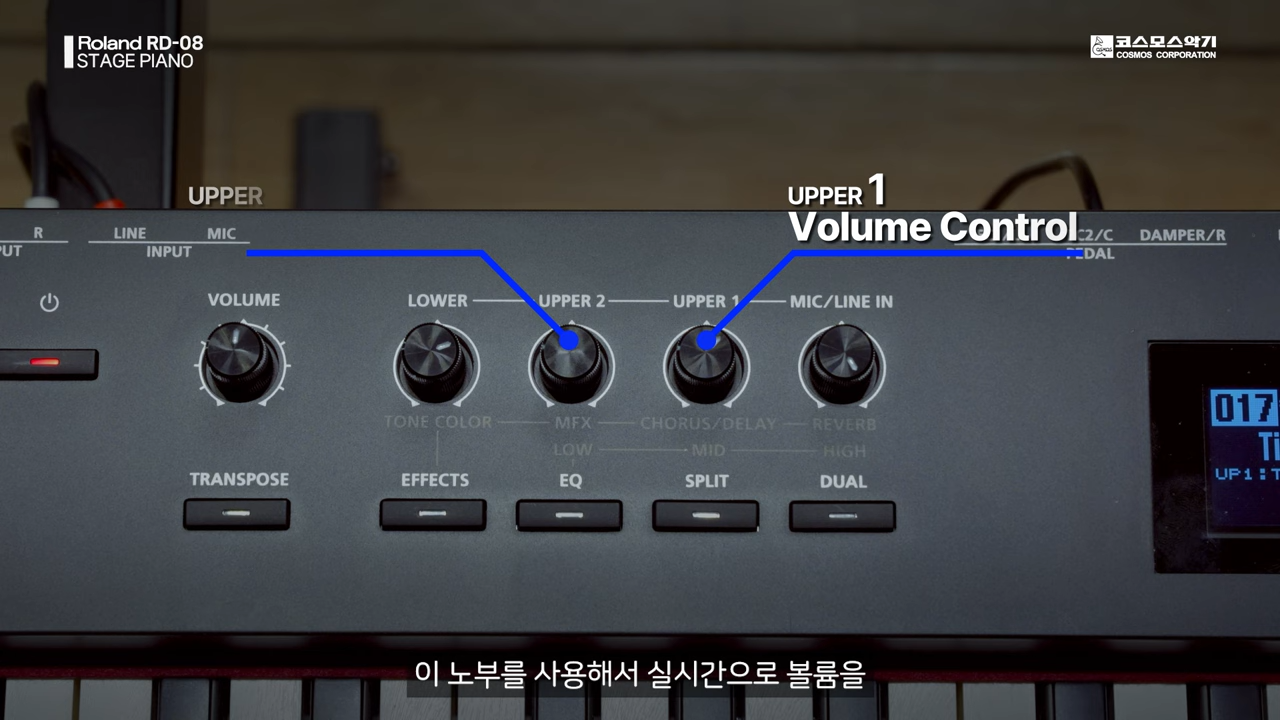 Roland RD-08
STAGE PIANO
코스모스악기
COSMOS CORPORATION
UPPER
UPPER 1
Volume Control
R
LINE
MIC
INPUT
C2/C
DAMPER/R
PEDAL
VOLUME
LOWER
UPPER 2
UPPER 1
MIC/LINE IN
TONE COLOR
MFX
CHORUS/DELAY
REVERB
LOW
MID
HIGH
TRANSPOSE
EFFECTS
EQ
SPLIT
DUAL
017
UP1:T
이 노부를 사용해서 실시간으로 볼륨을